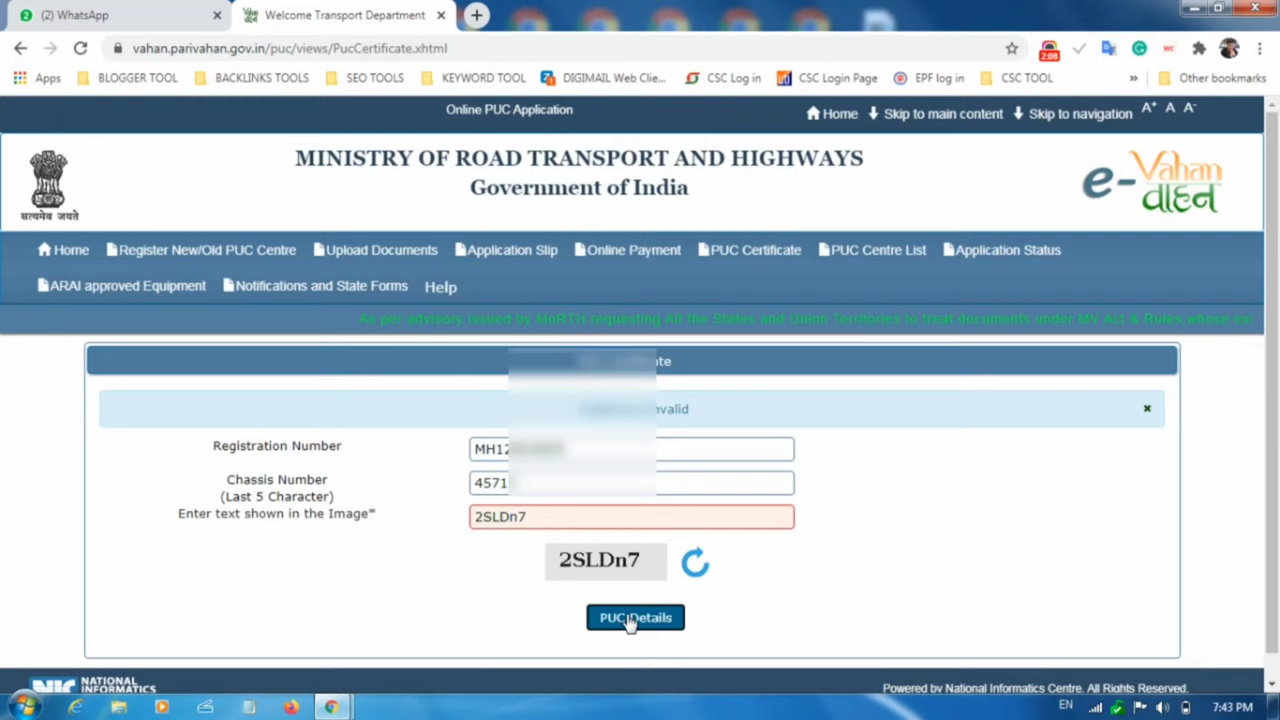 (2) WhatsApp
Welcome Transport Department
vahan.parivahan.gov.in/puc/views/PucCertificate.xhtml
2:08
Apps BLOGGER TOOL BACKLINKS TOOLS SEO TOOLS KEYWORD TOOL DIGIMAIL Web Clie... CSC Log in CSC Login Page EPF log in CSC TOOL » Other bookmarks
Online PUC Application
Home Skip to main content Skip to navigation A+ A A-
MINISTRY OF ROAD TRANSPORT AND HIGHWAYS
Government of India
सत्यमेव जयते
e-Vahan
वाहन
Home Register New/Old PUC Centre Upload Documents Application Slip Online Payment PUC Certificate PUC Centre List Application Status
ARAI approved Equipment Notifications and State Forms Help
As per advisory issued by MoRTH requesting All the States and Union Territories to treat documents under MV Act & Rules,whose ex
Registration Number MH12
Chassis Number
(Last 5 Character)
4571
Enter text shown in the Image* 2SLDn7
2SLDn7
PUC Details
NIC NATIONAL
INFORMATICS
Powered by National Informatics Centre. All Rights Reserved.
EN 7:43 PM